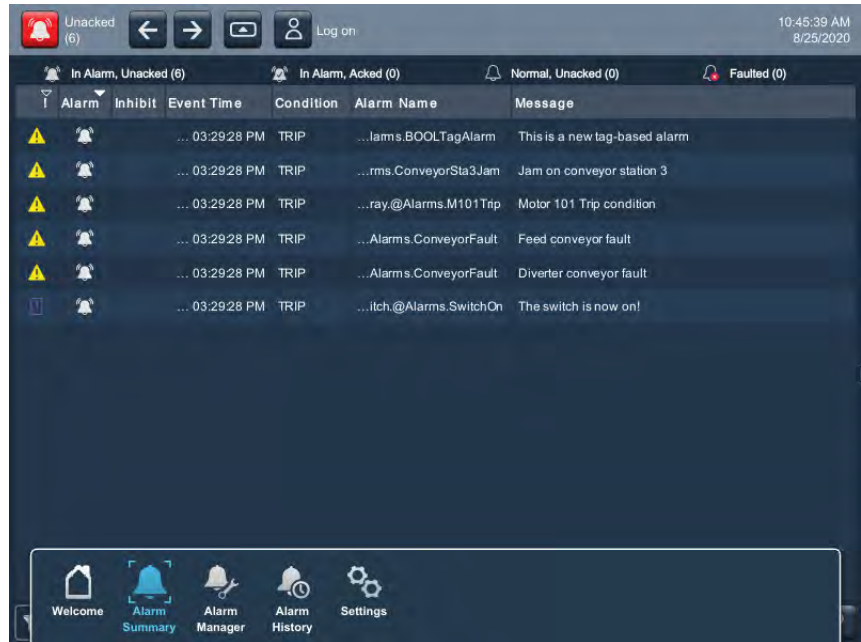 Unacked
(6)
Log on
10:45:39 AM
8/25/2020
In Alarm, Unacked (6)
In Alarm, Acked (0)
Normal, Unacked (0)
Faulted (0)
! Alarm Inhibit Event Time Condition Alarm Name Message
... 03:29:28 PM TRIP ...larms.BOOLTagAlarm This is a new tag-based alarm
... 03:29:28 PM TRIP ...rms.ConveyorSta3Jam Jam on conveyor station 3
... 03:29:28 PM TRIP ...ray.@Alarms.M101Trip Motor 101 Trip condition
... 03:29:28 PM TRIP ...Alarms.ConveyorFault Feed conveyor fault
... 03:29:28 PM TRIP ...Alarms.ConveyorFault Diverter conveyor fault
... 03:29:28 PM TRIP ...itch.@Alarms.SwitchOn The switch is now on!
Welcome
Alarm
Summary
Alarm
Manager
Alarm
History
Settings